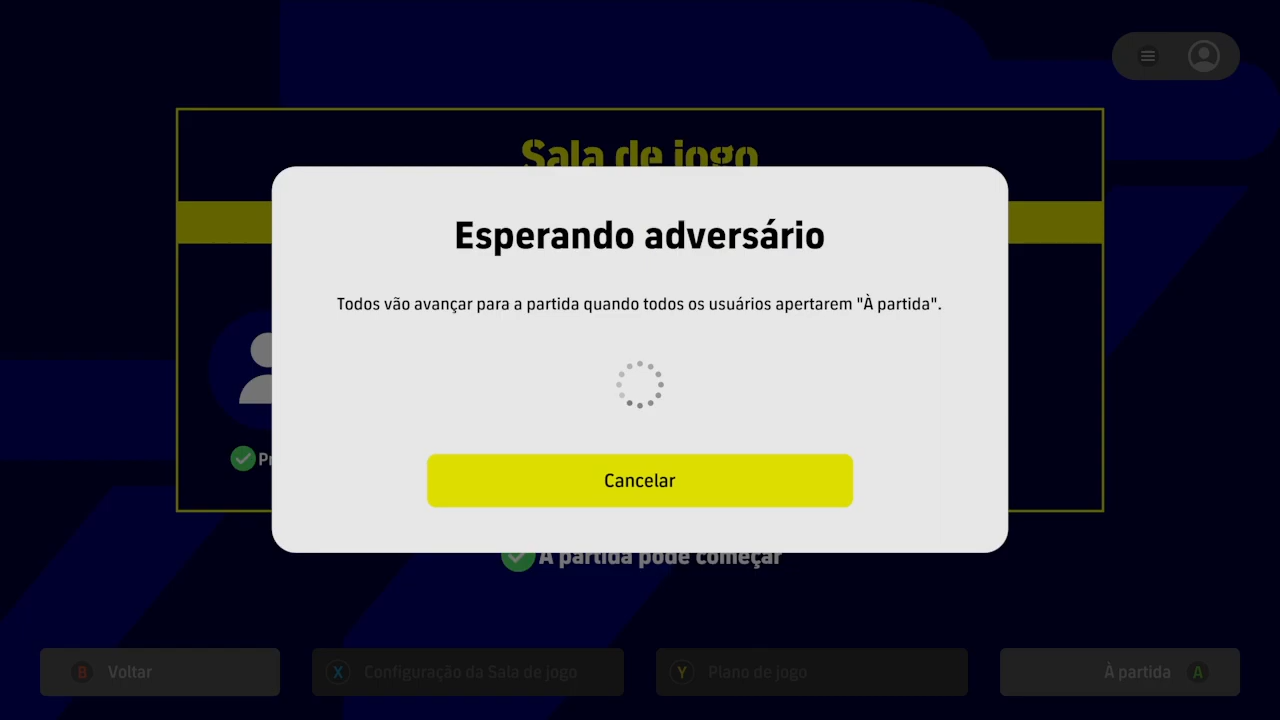 Sala de jogo
Esperando adversário
Todos vão avançar para a partida quando todos os usuários apertarem "À partida".
Cancelar
A partida pode começar
B Voltar
X Configuração da Sala de jogo
Y Plano de jogo
À partida A